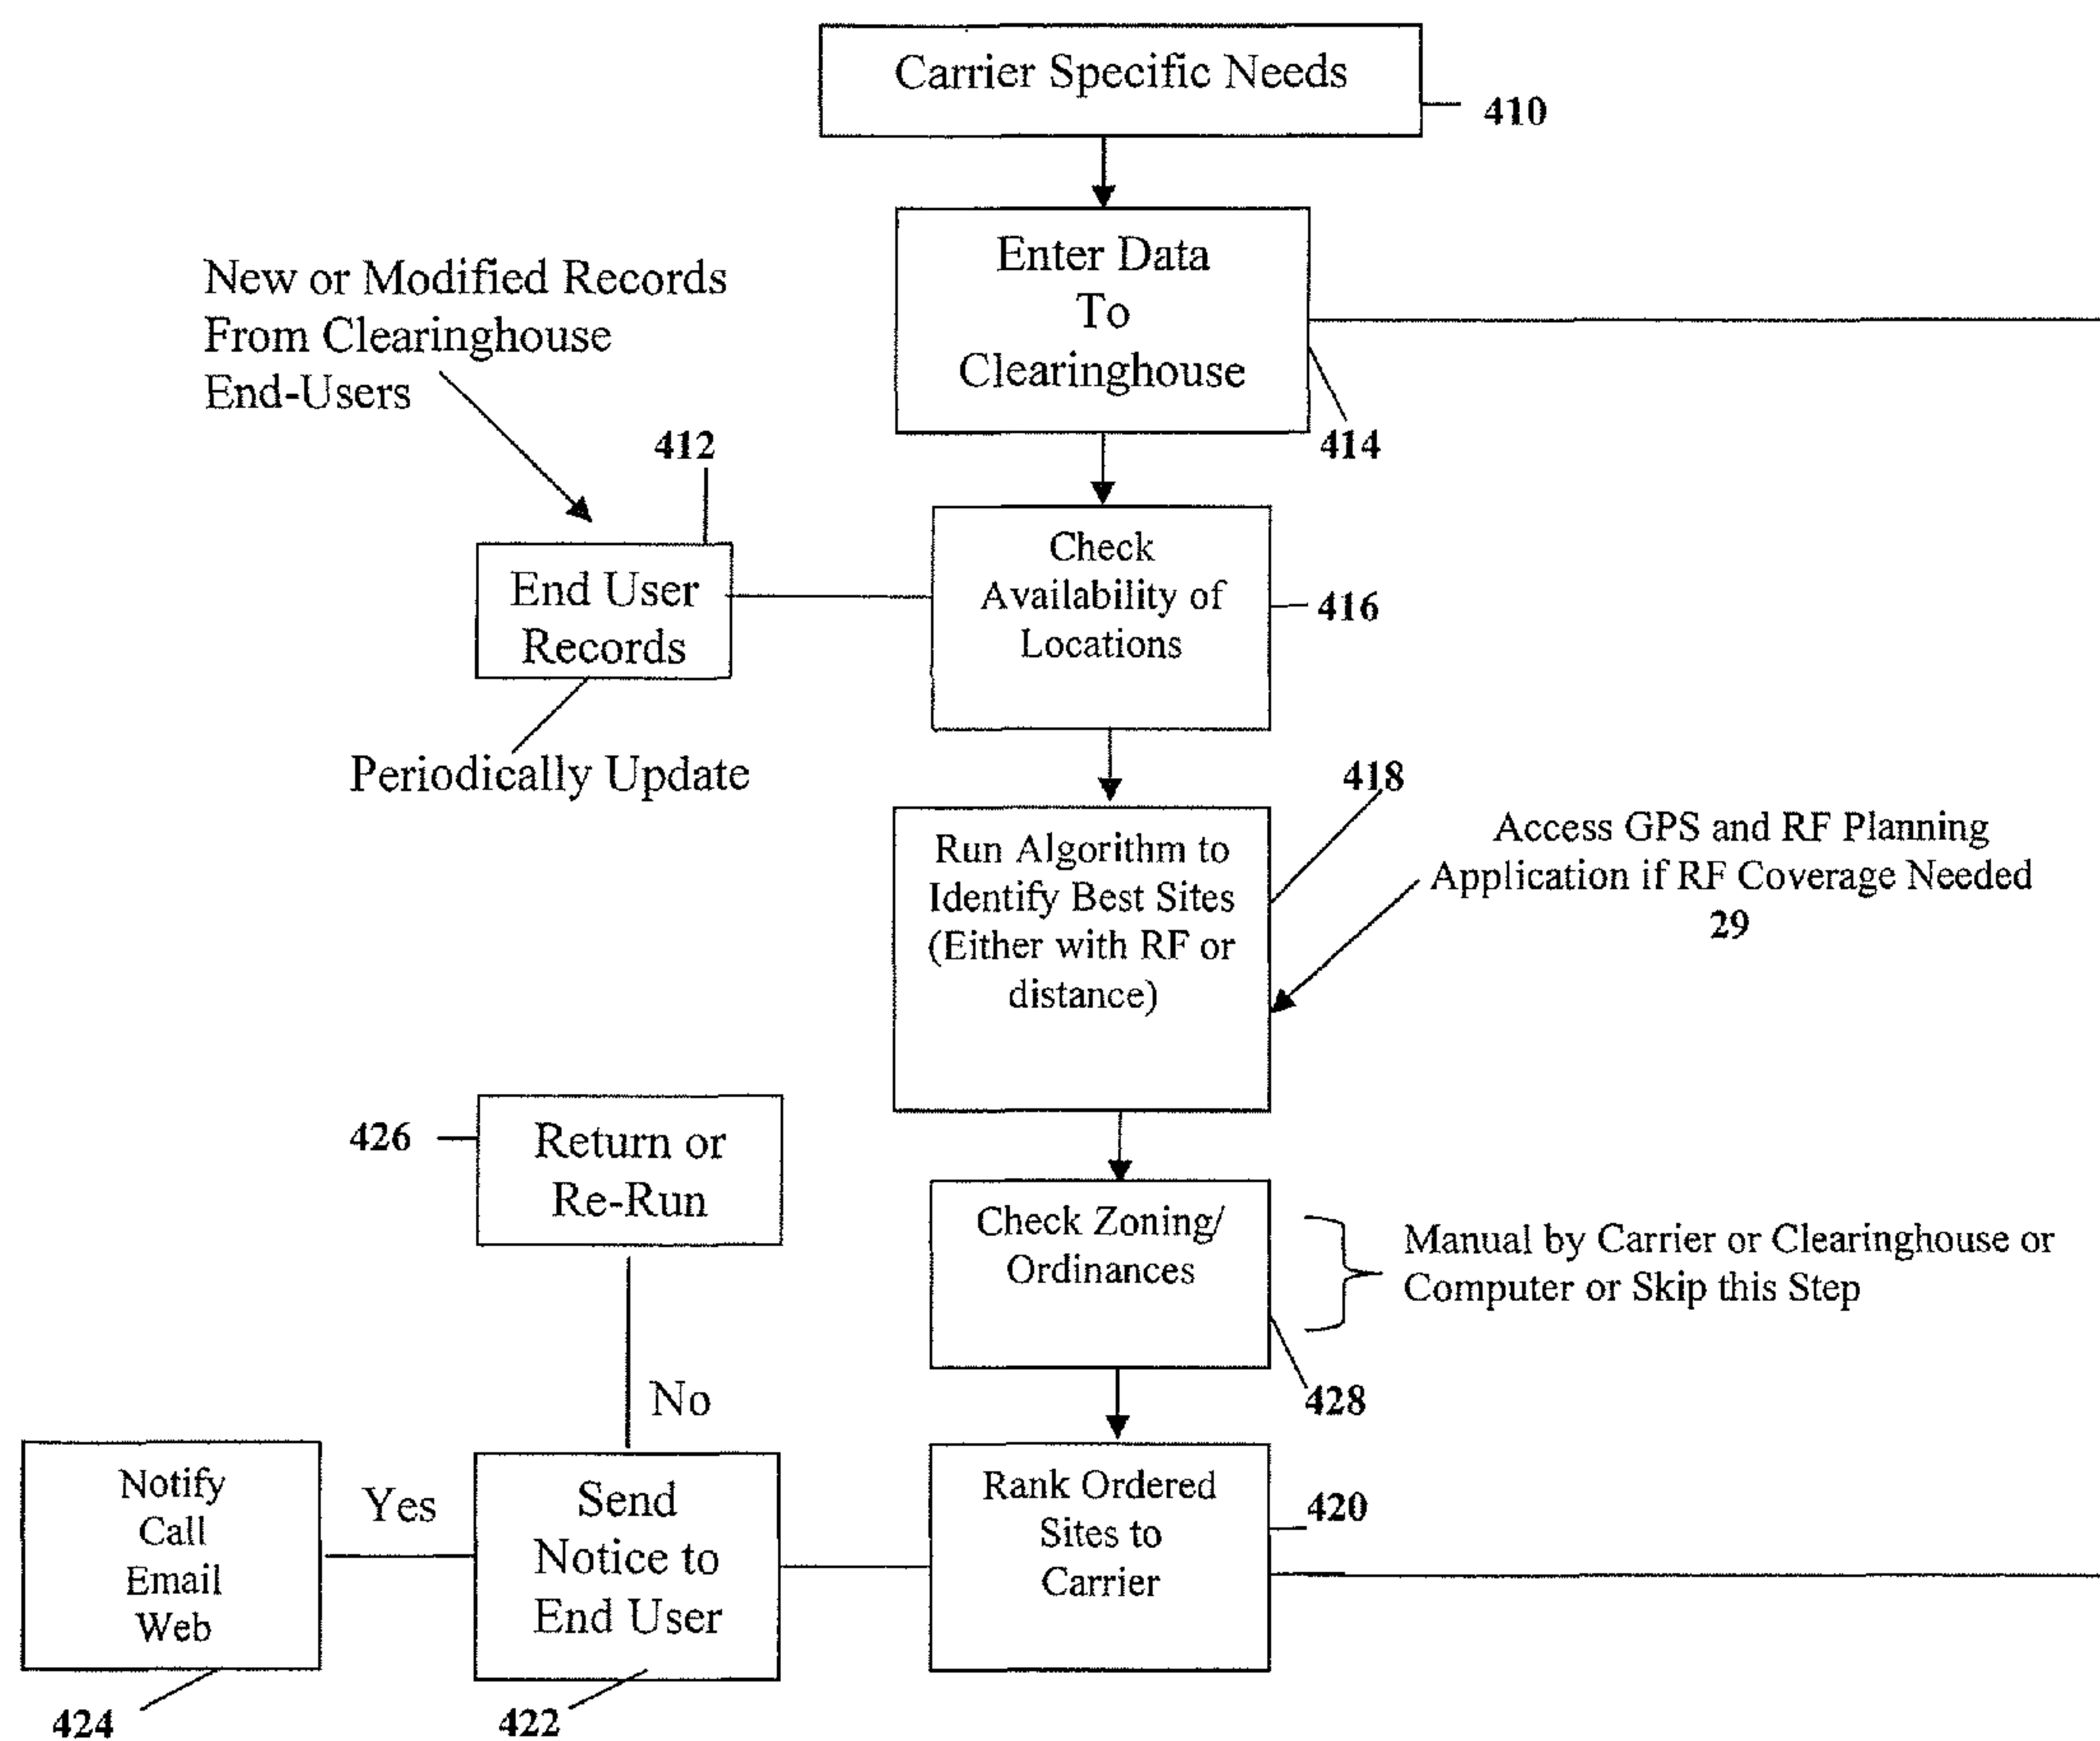 Carrier Specific Needs
410
Enter Data
To
Clearinghouse
414
New or Modified Records
From Clearinghouse
End-Users
412
End User
Records
Periodically Update
Check
Availability of
Locations
416
418
Run Algorithm to
Identify Best Sites
(Either with RF or
distance)
Access GPS and RF Planning
Application if RF Coverage Needed
29
426
Return or
Re-Run
Check Zoning/
Ordinances
Manual by Carrier or Clearinghouse or
Computer or Skip this Step
428
No
Notify
Call
Email
Web
Yes
Send
Notice to
End User
Rank Ordered
Sites to
Carrier
420
424
422